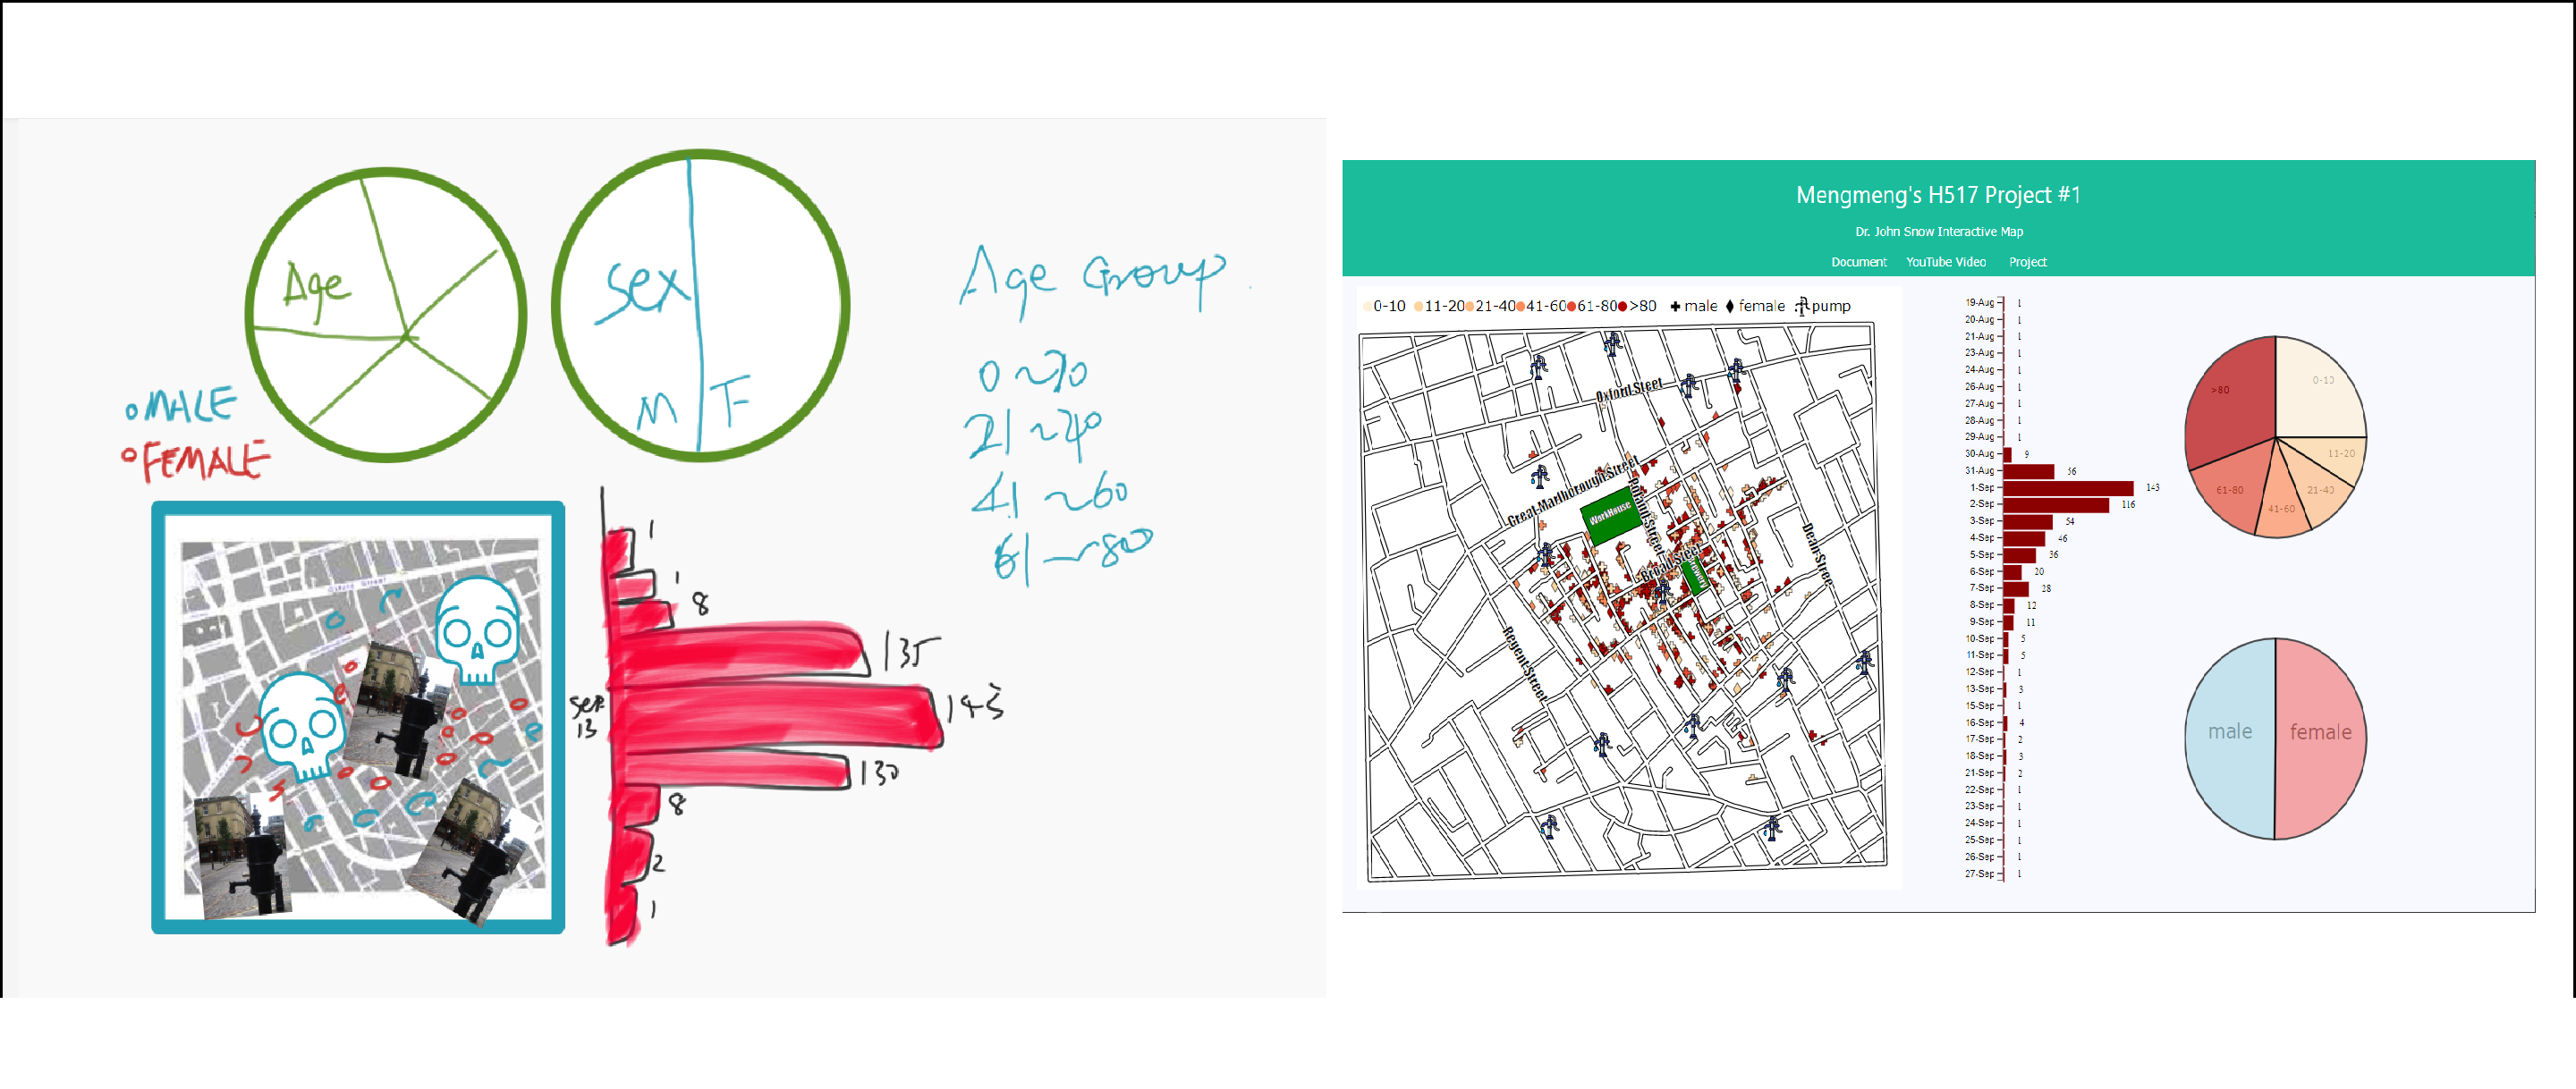 Age
Sex
M F
MALE
FEMALE
Age Group
21~40
41~60
61~80
Oxford Street
1
1
8
135
sep
13
143
130
8
2
1
Mengmeng's H517 Project #1
Dr. John Snow Interactive Map
Document YouTube Video Project
0-10 11-20 21-40 41-60 61-80 >80 male female pump
Oxford Steet
Great Marlborough Street
Poland Street
WorkHouse
Broad Steet
Brewery
Dean Stree
Regent Street
19-Aug 1
20-Aug 1
21-Aug 1
23-Aug 1
24-Aug 1
26-Aug 1
27-Aug 1
28-Aug 1
29-Aug 1
30-Aug 9
31-Aug 56
1-Sep 143
2-Sep 116
3-Sep 54
4-Sep 46
5-Sep 36
6-Sep 20
7-Sep 28
8-Sep 12
9-Sep 11
10-Sep 5
11-Sep 5
12-Sep 1
13-Sep 3
15-Sep 1
16-Sep 4
17-Sep 2
18-Sep 3
21-Sep 2
22-Sep 1
23-Sep 1
24-Sep 1
25-Sep 1
26-Sep 1
27-Sep 1
>80
0-10
11-20
21-40
41-60
61-80
male
female